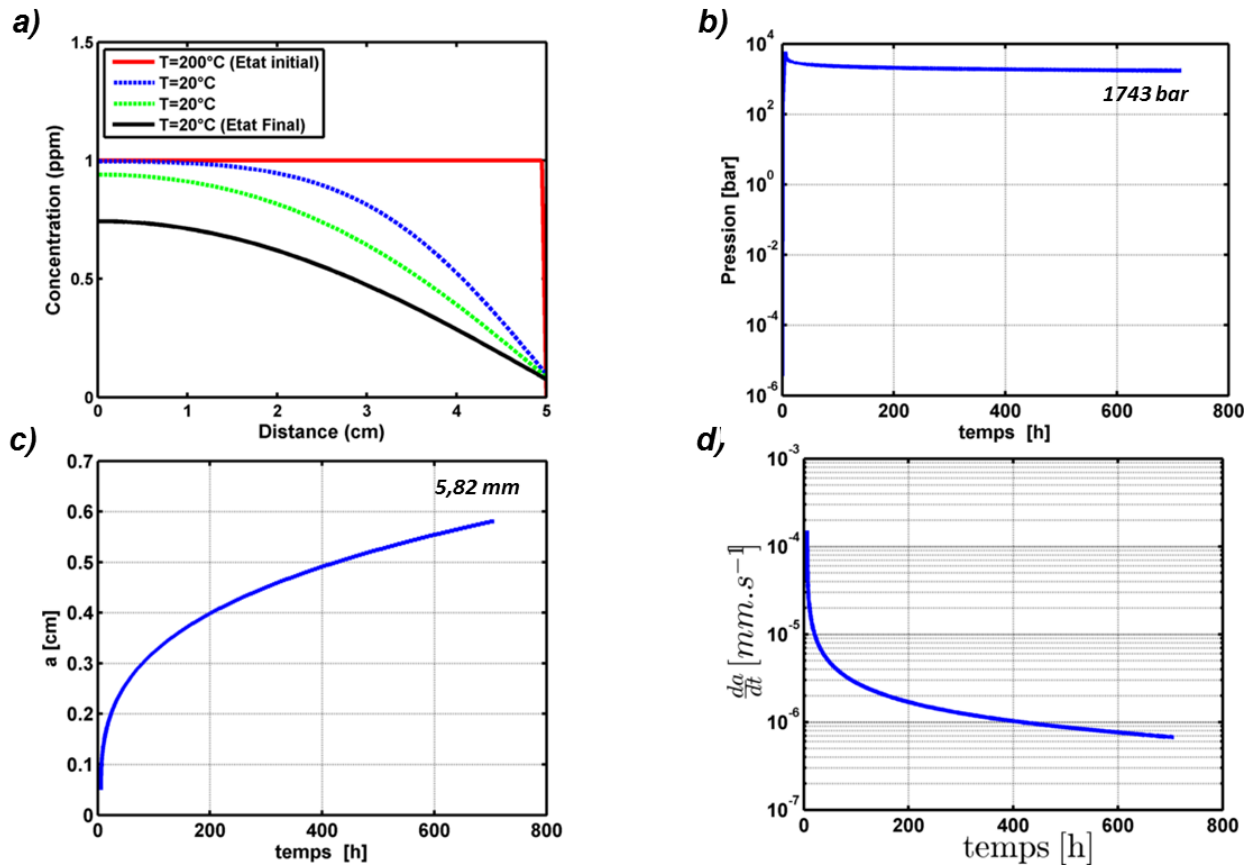 a)
1.5
1
0.5
0
Concentration (ppm)
T=200°C (Etat initial)
T=20°C
T=20°C
T=20°C (Etat Final)
0 1 2 3 4 5
Distance (cm)
b)
10^4
10^2
10^0
10^-2
10^-4
10^-6
Pression [bar]
1743 bar
0 200 400 600 800
temps [h]
c)
0.7
0.6
0.5
0.4
0.3
0.2
0.1
0
a [cm]
5,82 mm
0 200 400 600 800
temps [h]
d)
10^-3
10^-4
10^-5
10^-6
10^-7
da/dt [mm.s^-1]
0 200 400 600 800
temps [h]